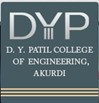 DYP
D. Y. PATIL COLLEGE
OF ENGINEERING,
AKURDI